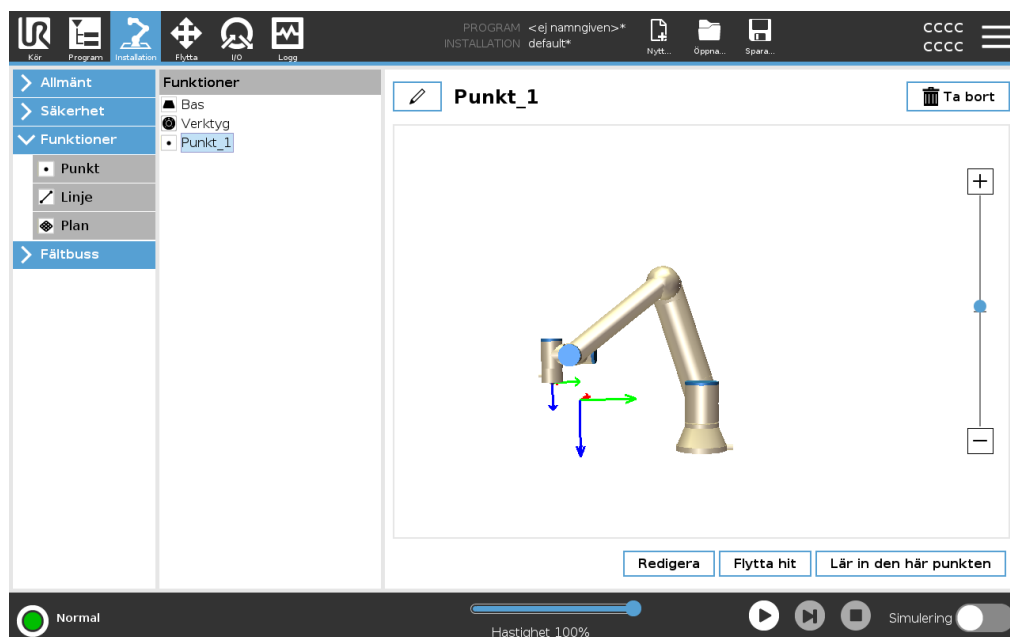 UR
PROGRAM <ej namngiven>*
INSTALLATION default*
Kör Program Installation Flytta I/O Logg
Nytt... Öppna... Spara...
CCCC
CCCC
Allmänt
Säkerhet
Funktioner
Punkt
Linje
Plan
Fältbuss
Funktioner
Bas
Verktyg
Punkt_1
Punkt_1
Ta bort
Redigera Flytta hit Lär in den här punkten
Normal
Hastighet 100%
Simulering